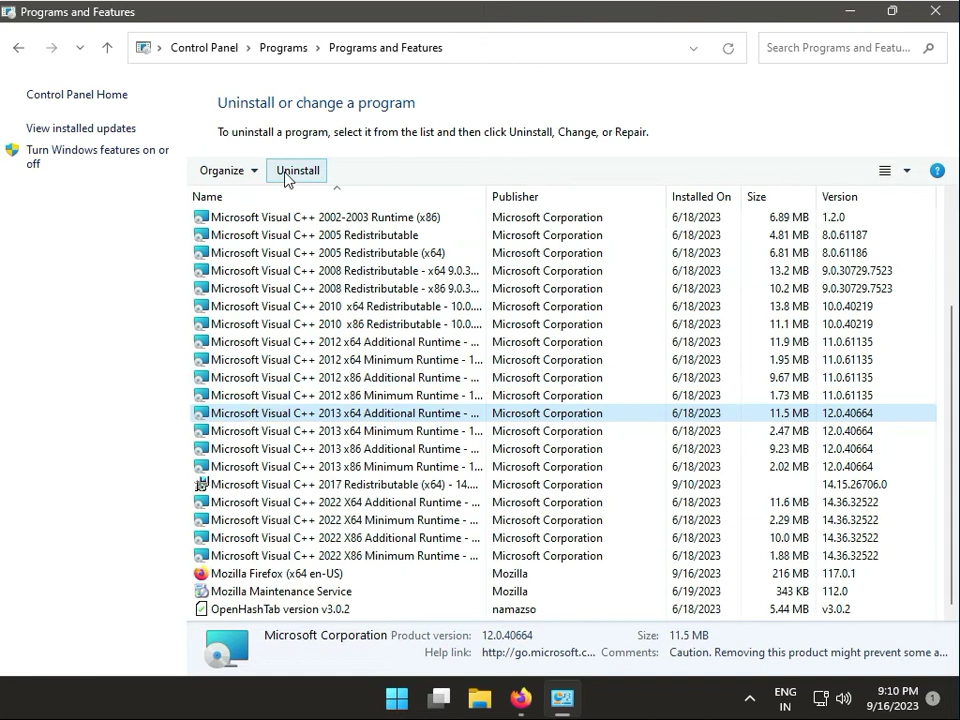 Programs and Features
Control Panel > Programs > Programs and Features
Search Programs and Featu...
Control Panel Home
View installed updates
Turn Windows features on or
off
Uninstall or change a program
To uninstall a program, select it from the list and then click Uninstall, Change, or Repair.
Organize
Uninstall
Name Publisher Installed On Size Version
Microsoft Visual C++ 2002-2003 Runtime (x86) Microsoft Corporation 6/18/2023 6.89 MB 1.2.0
Microsoft Visual C++ 2005 Redistributable Microsoft Corporation 6/18/2023 4.81 MB 8.0.61187
Microsoft Visual C++ 2005 Redistributable (x64) Microsoft Corporation 6/18/2023 6.81 MB 8.0.61186
Microsoft Visual C++ 2008 Redistributable - x64 9.0.3... Microsoft Corporation 6/18/2023 13.2 MB 9.0.30729.7523
Microsoft Visual C++ 2008 Redistributable - x86 9.0.3... Microsoft Corporation 6/18/2023 10.2 MB 9.0.30729.7523
Microsoft Visual C++ 2010 x64 Redistributable - 10.0.... Microsoft Corporation 6/18/2023 13.8 MB 10.0.40219
Microsoft Visual C++ 2010 x86 Redistributable - 10.0.... Microsoft Corporation 6/18/2023 11.1 MB 10.0.40219
Microsoft Visual C++ 2012 x64 Additional Runtime - ... Microsoft Corporation 6/18/2023 11.9 MB 11.0.61135
Microsoft Visual C++ 2012 x64 Minimum Runtime - 1... Microsoft Corporation 6/18/2023 1.95 MB 11.0.61135
Microsoft Visual C++ 2012 x86 Additional Runtime - ... Microsoft Corporation 6/18/2023 9.67 MB 11.0.61135
Microsoft Visual C++ 2012 x86 Minimum Runtime - 1... Microsoft Corporation 6/18/2023 1.73 MB 11.0.61135
Microsoft Visual C++ 2013 x64 Additional Runtime - ... Microsoft Corporation 6/18/2023 11.5 MB 12.0.40664
Microsoft Visual C++ 2013 x64 Minimum Runtime - 1... Microsoft Corporation 6/18/2023 2.47 MB 12.0.40664
Microsoft Visual C++ 2013 x86 Additional Runtime - ... Microsoft Corporation 6/18/2023 9.23 MB 12.0.40664
Microsoft Visual C++ 2013 x86 Minimum Runtime - 1... Microsoft Corporation 6/18/2023 2.02 MB 12.0.40664
Microsoft Visual C++ 2017 Redistributable (x64) - 14.... Microsoft Corporation 9/10/2023 14.15.26706.0
Microsoft Visual C++ 2022 X64 Additional Runtime - ... Microsoft Corporation 6/18/2023 11.6 MB 14.36.32522
Microsoft Visual C++ 2022 X64 Minimum Runtime - ... Microsoft Corporation 6/18/2023 2.29 MB 14.36.32522
Microsoft Visual C++ 2022 X86 Additional Runtime - ... Microsoft Corporation 6/18/2023 10.0 MB 14.36.32522
Microsoft Visual C++ 2022 X86 Minimum Runtime - ... Microsoft Corporation 6/18/2023 1.88 MB 14.36.32522
Mozilla Firefox (x64 en-US) Mozilla 9/16/2023 216 MB 117.0.1
Mozilla Maintenance Service Mozilla 6/19/2023 343 KB 112.0
OpenHashTab version v3.0.2 namazso 6/18/2023 5.44 MB v3.0.2
Microsoft Corporation Product version: 12.0.40664 Size: 11.5 MB
Help link: http://go.microsoft.c... Comments: Caution. Removing this product might prevent some a...
ENG 9:10 PM
IN 9/16/2023 1